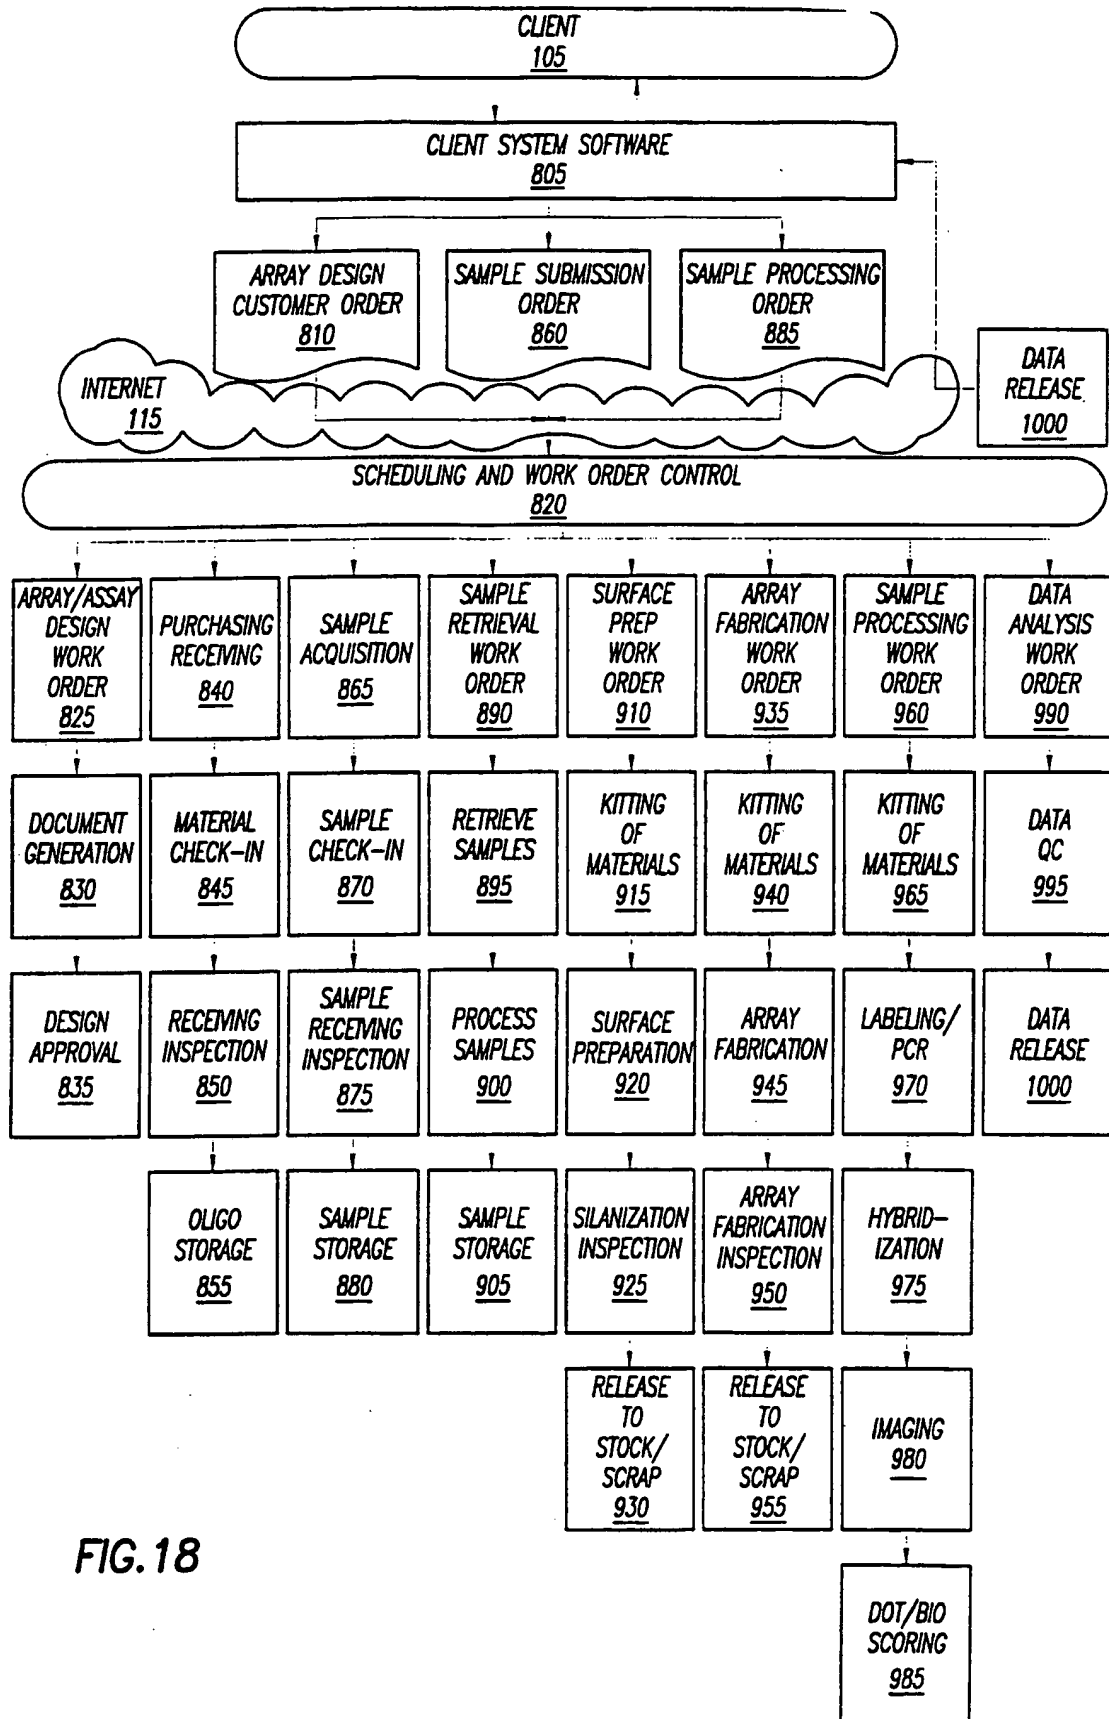 CLIENT
105
CLIENT SYSTEM SOFTWARE
805
ARRAY DESIGN
CUSTOMER ORDER
810
SAMPLE SUBMISSION
ORDER
860
SAMPLE PROCESSING
ORDER
885
INTERNET
115
DATA
RELEASE
1000
SCHEDULING AND WORK ORDER CONTROL
820
ARRAY/ASSAY
DESIGN
WORK
ORDER
825
PURCHASING
RECEIVING
840
SAMPLE
ACQUISITION
865
SAMPLE
RETRIEVAL
WORK
ORDER
890
SURFACE
PREP
WORK
ORDER
910
ARRAY
FABRICATION
WORK
ORDER
935
SAMPLE
PROCESSING
WORK
ORDER
960
DATA
ANALYSIS
WORK
ORDER
990
DOCUMENT
GENERATION
830
MATERIAL
CHECK-IN
845
SAMPLE
CHECK-IN
870
RETRIEVE
SAMPLES
895
KITTING
OF
MATERIALS
915
KITTING
OF
MATERIALS
940
KITTING
OF
MATERIALS
965
DATA
QC
995
DESIGN
APPROVAL
835
RECEIVING
INSPECTION
850
SAMPLE
RECEIVING
INSPECTION
875
PROCESS
SAMPLES
900
SURFACE
PREPARATION
920
ARRAY
FABRICATION
945
LABELING/
PCR
970
DATA
RELEASE
1000
OLIGO
STORAGE
855
SAMPLE
STORAGE
880
SAMPLE
STORAGE
905
SILANIZATION
INSPECTION
925
ARRAY
FABRICATION
INSPECTION
950
HYBRID-
IZATION
975
RELEASE
TO
STOCK/
SCRAP
930
RELEASE
TO
STOCK/
SCRAP
955
IMAGING
980
DOT/BIO
SCORING
985
FIG.18